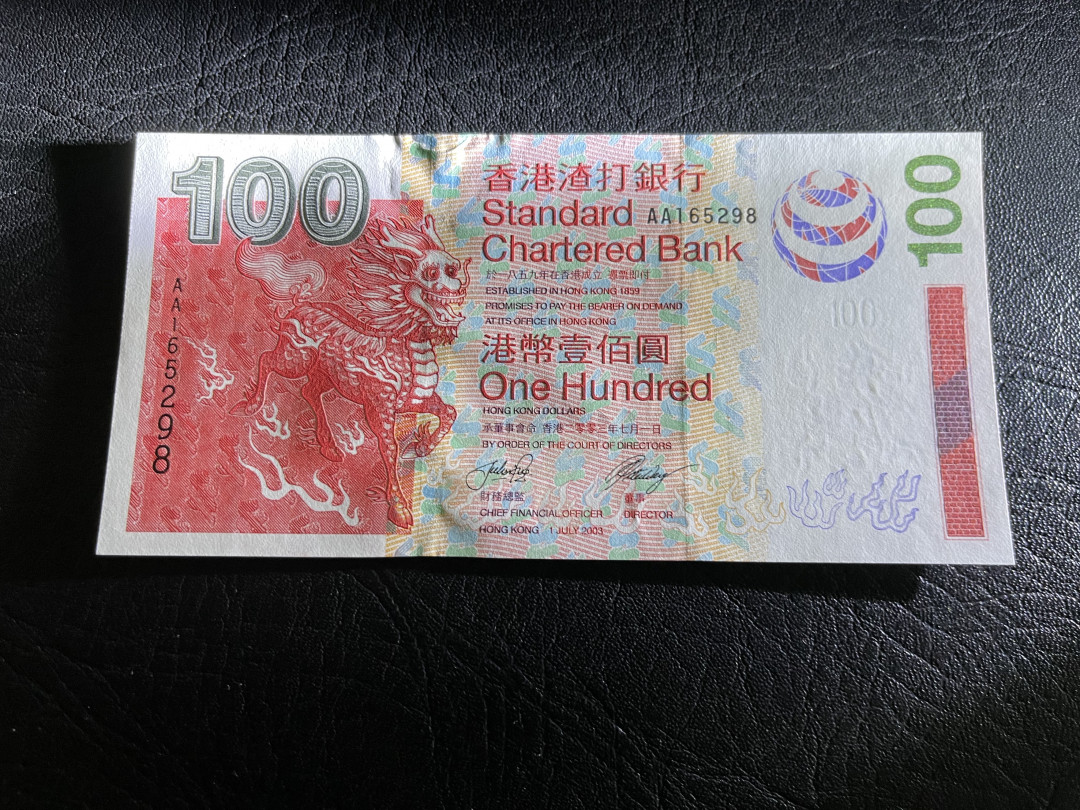 100
香港渣打銀行
Standard AA165298
Chartered Bank
於一八五九年在香港成立 憑票即付
ESTABLISHED IN HONG KONG 1859
PROMISES TO PAY THE BEARER ON DEMAND
AT ITS OFFICE IN HONG KONG
港幣壹佰圓
One Hundred
HONG KONG DOLLARS
承董事會命 香港二零零三年七月一日
BY ORDER OF THE COURT OF DIRECTORS
財務總監 董事
CHIEF FINANCIAL OFFICER DIRECTOR
HONG KONG 1 JULY 2003
AA165298
100
100